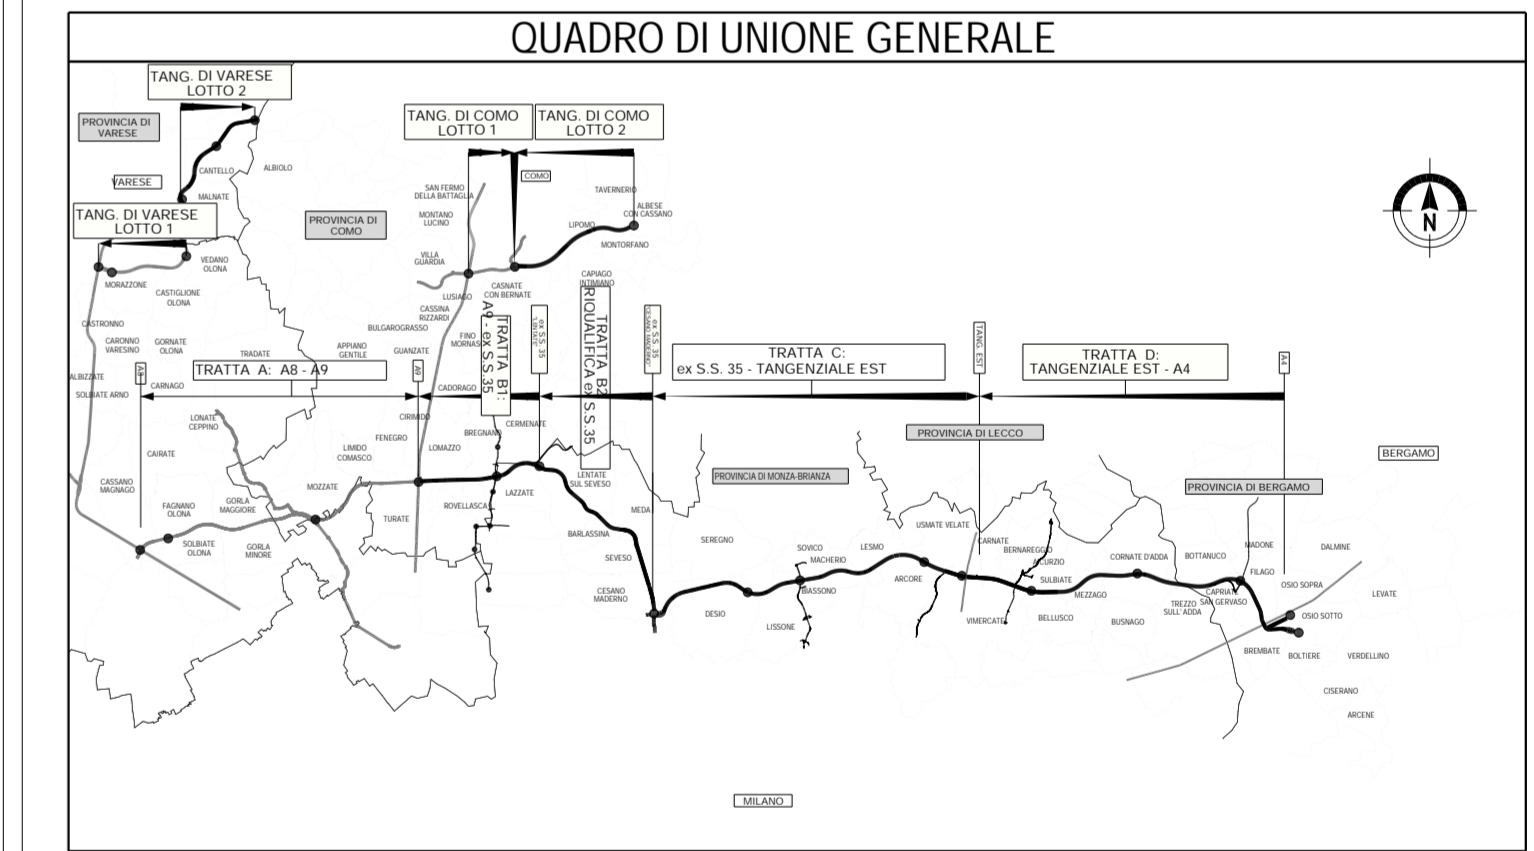 QUADRO DI UNIONE GENERALE
TANG. DI VARESE
LOTTO 2
PROVINCIA DI
VARESE
TANG. DI COMO
LOTTO 1
TANG. DI COMO
LOTTO 2
CANTELLO
ALBIOLO
VARESE
MALNATE
TANG. DI VARESE
LOTTO 1
PROVINCIA DI
COMO
SAN FERMO
DELLA BATTAGLIA
COMO
TAVERNERIO
ALBESE
CON CASSANO
MONTANO
LUCINO
LIPOMO
MONTORFANO
N
VEDANO
OLONA
MORAZZONE
CASTIGLIONE
OLONA
VILLA
GUARDIA
LUSIAGO
CASNATE
CON BERNATE
CAPIAGO
INTIMIANO
CASSINA
RIZZARDI
BULGAROGRASSO
FINO
MORNAS
CASTRONNO
CARONNO
VARESINO
GORNATE
OLONA
TRADATE
APPIANO
GENTILE
GUANZATE
TRATTA B1:
A9 - ex S.S.35
ex S.S. 35
"LENTATE"
TRATTA B2:
RIQUALIFICA ex S.S.35
ex S.S. 35
"CESANO MADERNO"
TRATTA C:
ex S.S. 35 - TANGENZIALE EST
TANG. EST
TRATTA D:
TANGENZIALE EST - A4
A4
A8
TRATTA A: A8 - A9
A9
ALBIZZATE
CARNAGO
SOLBIATE ARNO
CADORAGO
LONATE
CEPPINO
CIRIMIDO
FENEGRO
BREGNANO
CERMENATE
CAIRATE
LIMIDO
COMASCO
LOMAZZO
PROVINCIA DI LECCO
BERGAMO
PROVINCIA DI MONZA-BRIANZA
PROVINCIA DI BERGAMO
CASSANO
MAGNAGO
FAGNANO
OLONA
GORLA
MAGGIORE
MOZZATE
TURATE
ROVELLASCA
LAZZATE
LENTATE
SUL SEVESO
MEDA
BARLASSINA
SEVESO
SOLBIATE
OLONA
GORLA
MINORE
SEREGNO
SOVICO
MACHERIO
LESMO
USMATE VELATE
CARNATE
BERNAREGGIO
AICURZIO
SULBIATE
CORNATE D'ADDA
BOTTANUCO
MADONE
FILAGO
DALMINE
OSIO SOPRA
LEVATE
CESANO
MADERNO
DESIO
LISSONE
BIASSONO
ARCORE
VIMERCATE
BELLUSCO
MEZZAGO
BUSNAGO
TREZZO
SULL' ADDA
CAPRIATE
SAN GERVASO
OSIO SOTTO
BREMBATE
BOLTIERE
VERDELLINO
CISERANO
ARCENE
MILANO